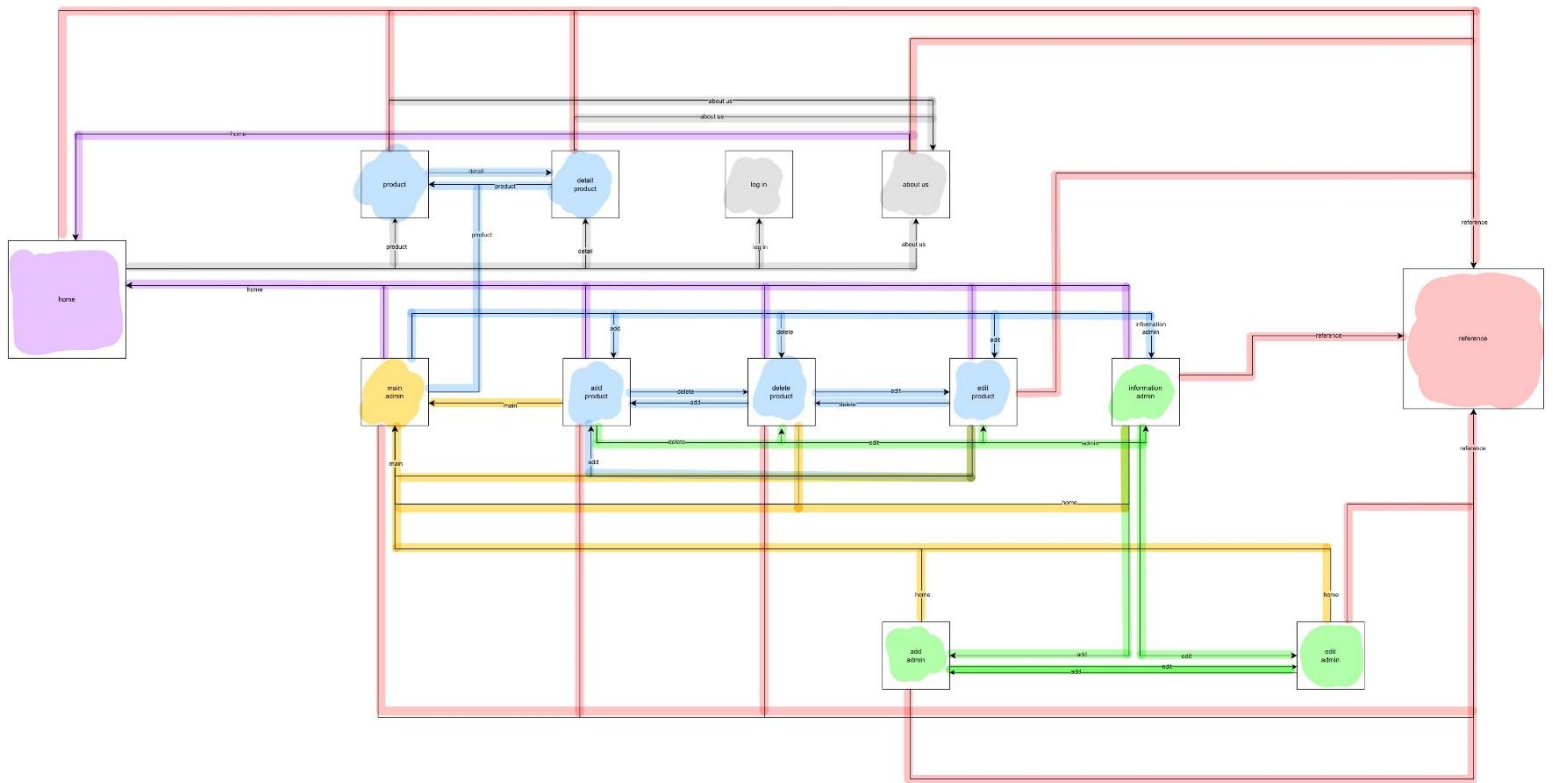 about us
about us
home
detail
product
product
detail
product
log in
about us
product
product
detail
log in
about us
reference
home
home
add
delete
edit
information
admin
reference
reference
main
admin
add
product
delete
product
edit
product
information
admin
delete
edit
main
add
delete
delete
edit
admin
main
add
reference
home
home
home
add
admin
add
edit
edit
admin
edit
add